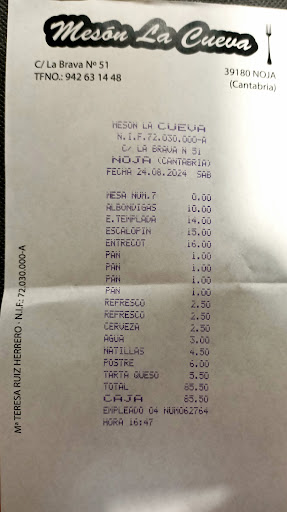 Mesón La Cueva
C/ La Brava Nº 51
TFNO.: 942 63 14 48
39180 NOJA
(Cantabria)
MESON LA CUEVA
N.I.F.72.030.000-A
C/ LA BRAVA N 51
NOJA (CANTABRIA)
FECHA 24.08.2024 SAB
MESA NUM.7 0.00
ALBONDIGAS 10.00
E.TEMPLADA 14.00
ESCALOPIN 15.00
ENTRECOT 16.00
PAN 1.00
PAN 1.00
PAN 1.00
PAN 1.00
REFRESCO 2.50
REFRESCO 2.50
CERVEZA 2.50
AGUA 3.00
NATILLAS 4.50
POSTRE 6.00
TARTA QUESO 5.50
TOTAL 85.50
CAJA 85.50
EMPLEADO 04 NUM062764
HORA 16:47
Mª TERESA RUIZ HERRERO - N.I.F.: 72.030.000-A